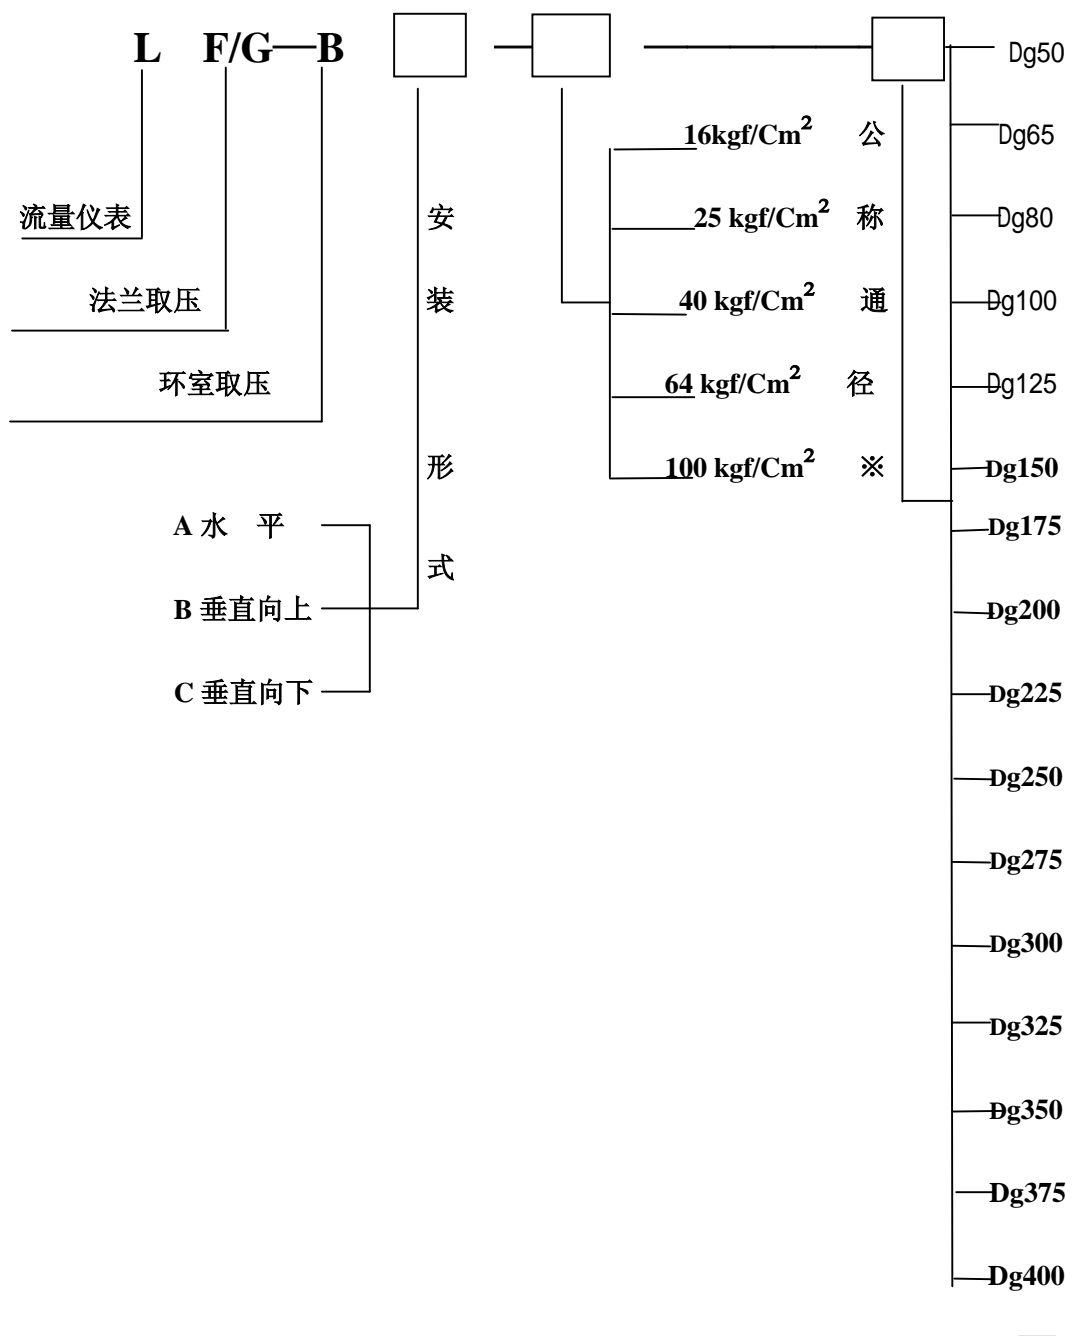 L F/G—B
Dg50
16kgf/Cm² 公
Dg65
流量仪表
安
25 kgf/Cm² 称
Dg80
法兰取压
装
40 kgf/Cm² 通
Dg100
环室取压
64 kgf/Cm² 径
Dg125
形
100 kgf/Cm² ※
Dg150
A 水 平
Dg175
式
B 垂直向上
Dg200
C 垂直向下
Dg225
Dg250
Dg275
Dg300
Dg325
Dg350
Dg375
Dg400